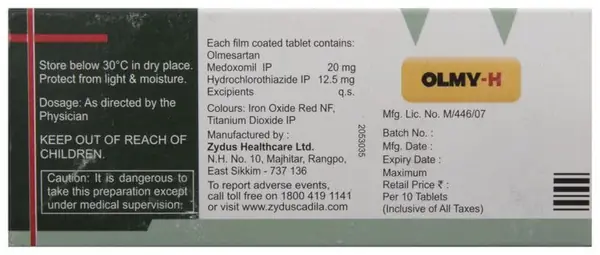 Store below 30°C in dry place.
Protect from light & moisture.
Dosage: As directed by the
Physician
KEEP OUT OF REACH OF
CHILDREN.
Caution: It is dangerous to
take this preparation except
under medical supervision.
Each film coated tablet contains:
Olmesartan
Medoxomil IP 20 mg
Hydrochlorothiazide IP 12.5 mg
Excipients q.s.
Colours: Iron Oxide Red NF,
Titanium Dioxide IP
Manufactured by :
Zydus Healthcare Ltd.
N.H. No. 10, Majhitar, Rangpo,
East Sikkim - 737 136
To report adverse events,
call toll free on 1800 419 1141
or visit www.zyduscadila.com
2053035
OLMY-H
Mfg. Lic. No. M/446/07
Batch No. :
Mfg. Date :
Expiry Date :
Maximum
Retail Price ₹ :
Per 10 Tablets
(Inclusive of All Taxes)